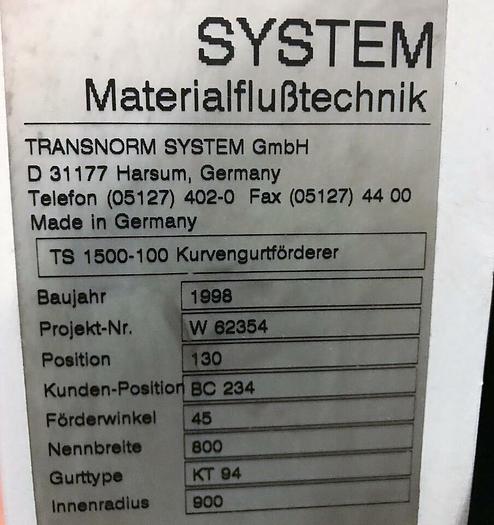 SYSTEM
Materialflußtechnik
TRANSNORM SYSTEM GmbH
D 31177 Harsum, Germany
Telefon (05127) 402-0 Fax (05127) 44 00
Made in Germany
TS 1500-100 Kurvengurtförderer
Baujahr 1998
Projekt-Nr. W 62354
Position 130
Kunden-Position BC 234
Förderwinkel 45
Nennbreite 800
Gurttype KT 94
Innenradius 900